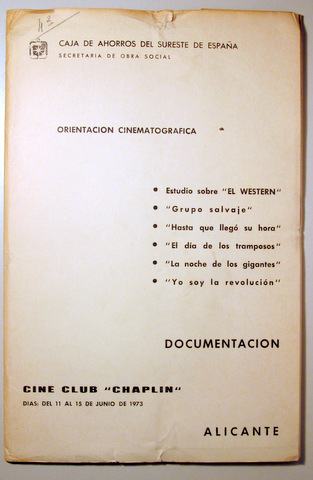 CAJA DE AHORROS DEL SURESTE DE ESPAÑA
SECRETARIA DE OBRA SOCIAL
ORIENTACION CINEMATOGRAFICA
• Estudio sobre "EL WESTERN"
• "Grupo salvaje"
• "Hasta que llegó su hora"
• "El día de los tramposos"
• "La noche de los gigantes"
• "Yo soy la revolución"
DOCUMENTACION
CINE CLUB "CHAPLIN"
DIAS: DEL 11 AL 15 DE JUNIO DE 1973
ALICANTE